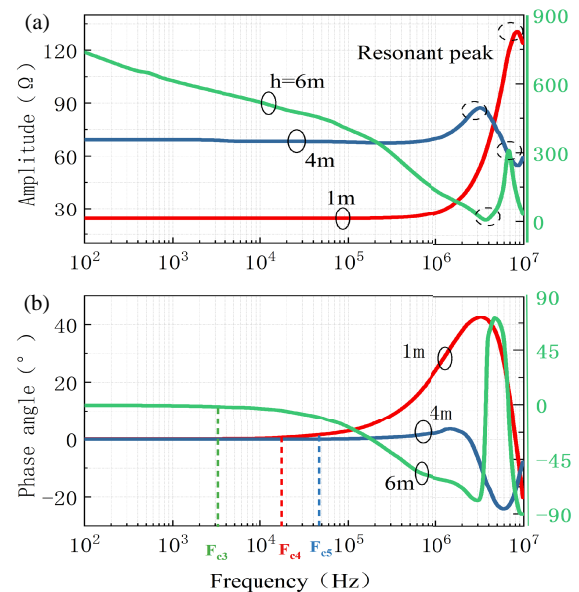 (a)
Amplitude (Ω)
130
90
60
30
900
600
300
0
Resonant peak
h=6m
4m
1m
10² 10³ 10⁴ 10⁵ 10⁶ 10⁷
(b)
Phase angle (°)
40
20
0
-20
90
45
0
-45
-90
1m
4m
6m
Fc3 Fc4 Fc5
10² 10³ 10⁴ 10⁵ 10⁶ 10⁷
Frequency (Hz)